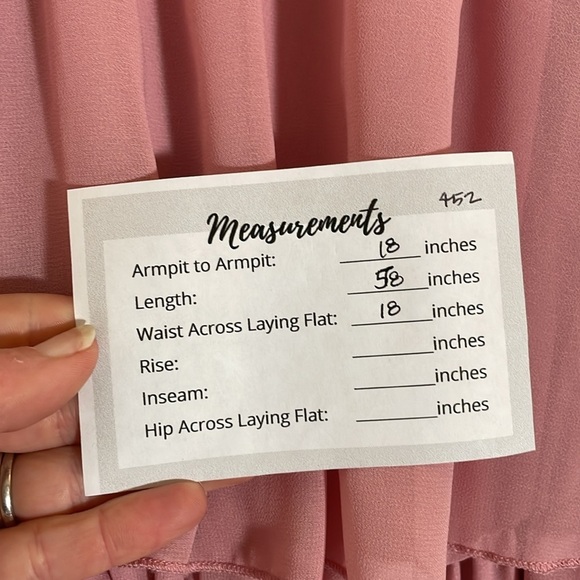 452
Measurements
Armpit to Armpit: 18 inches
Length: 58 inches
Waist Across Laying Flat: 18 inches
Rise: inches
Inseam: inches
Hip Across Laying Flat: inches